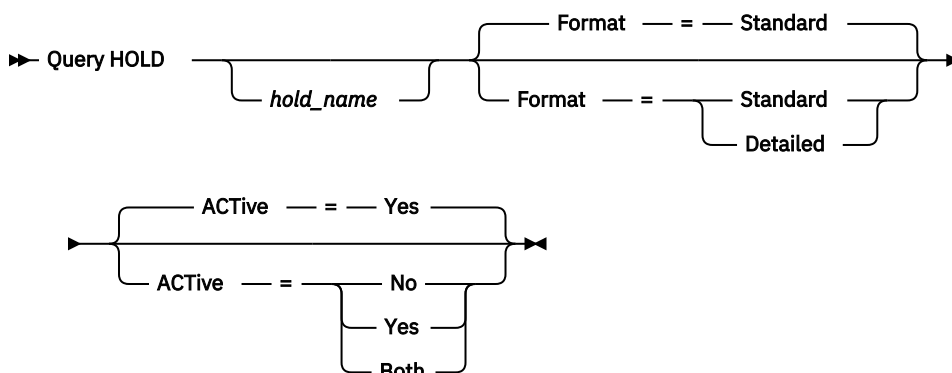 Format = Standard
Query HOLD
hold_name
Format = Standard
Detailed
ACTive = Yes
ACTive = No
Yes
Both